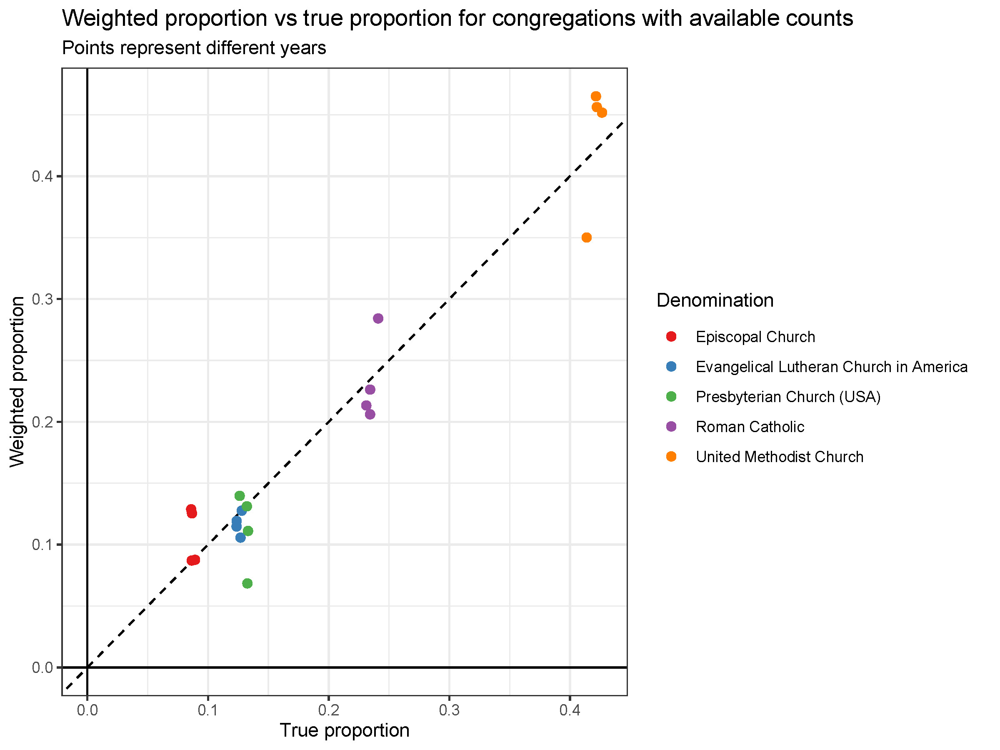 Weighted proportion vs true proportion for congregations with available counts
Points represent different years
Weighted proportion
0.4
0.3
0.2
0.1
0.0
0.0 0.1 0.2 0.3 0.4
True proportion
Denomination
Episcopal Church
Evangelical Lutheran Church in America
Presbyterian Church (USA)
Roman Catholic
United Methodist Church